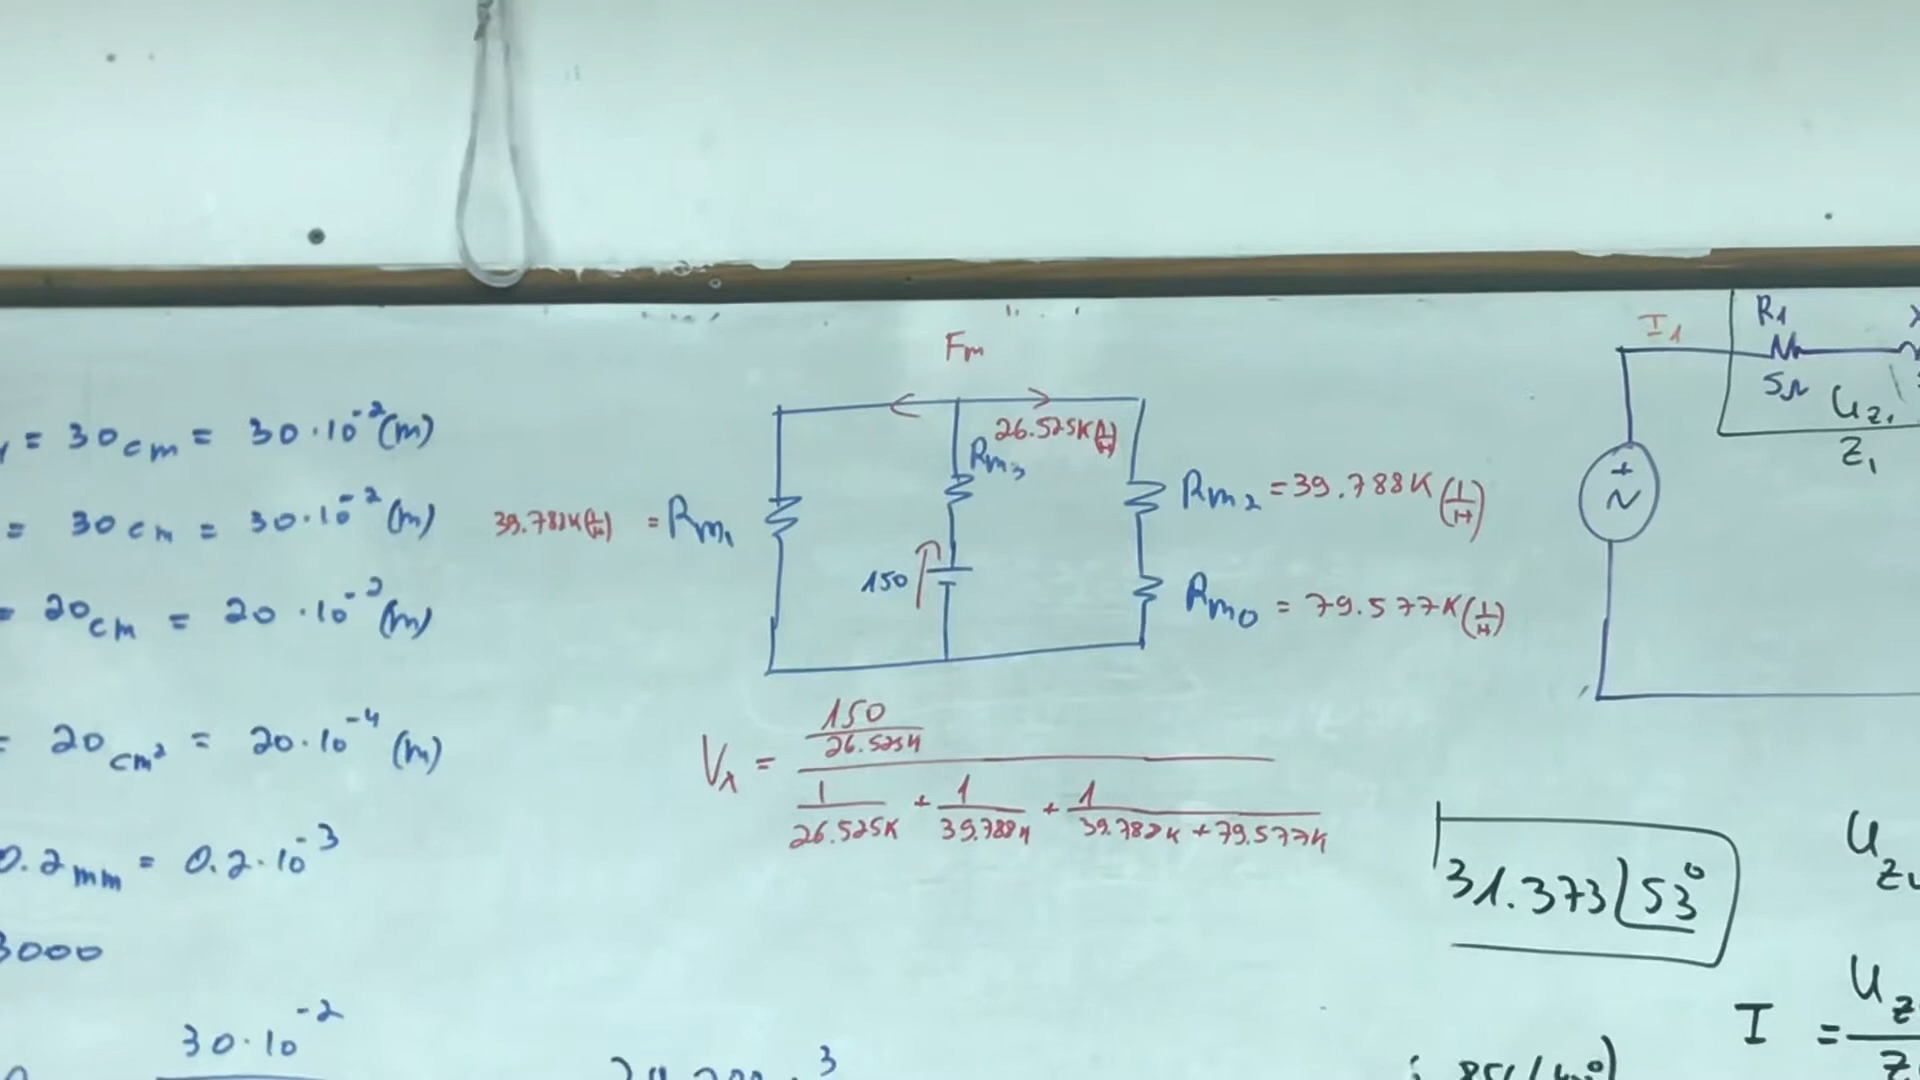 = 30cm = 30·10⁻²(m)
= 30cm = 30·10⁻²(m)
= 20cm = 20·10⁻²(m)
= 20cm² = 20·10⁻⁴ (m)
0.2mm = 0.2·10⁻³
3000
30·10⁻²
Fm
26.525K(1/H)
Rm₃
39.788K(1/H) = Rm₁
Rm₂ = 39.788K(1/H)
150
Rm₀ = 79.577K(1/H)
V₁ = (150/26.525K) / (1/26.525K + 1/39.788K + 1/(39.788K + 79.577K))
I₁
R₁
5Ω
Uz₁
Z₁
+
~
31.373∠53°
U
I = U